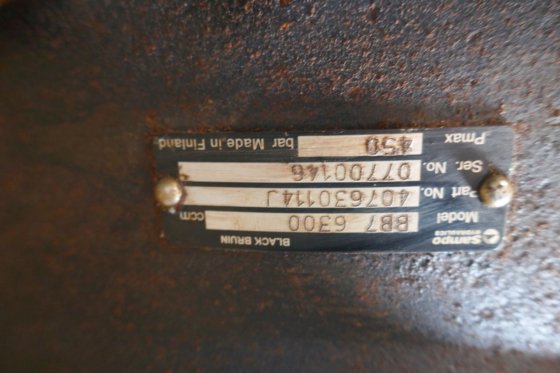 Sampo HYDRAULICS BLACK BRUIN
Model BB7 6300 ccm
Part No. 407630114J
Ser. No. 07700146
Pmax 450 bar Made in Finland